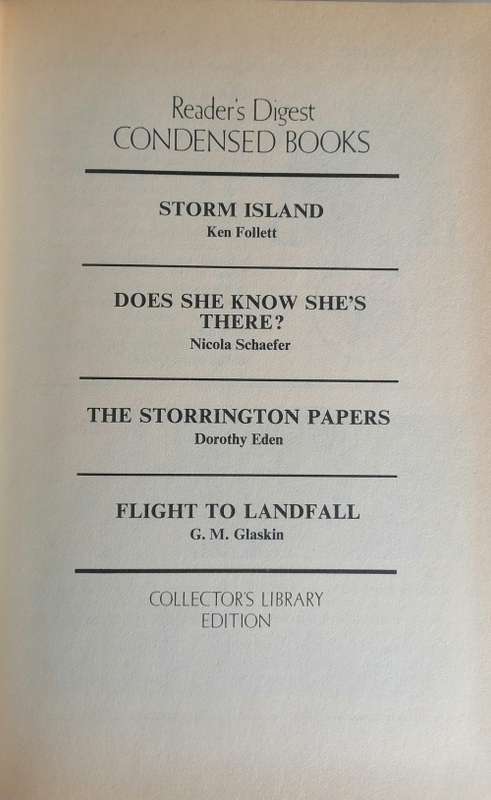 Reader's Digest
CONDENSED BOOKS
STORM ISLAND
Ken Follett
DOES SHE KNOW SHE'S
THERE?
Nicola Schaefer
THE STORRINGTON PAPERS
Dorothy Eden
FLIGHT TO LANDFALL
G. M. Glaskin
COLLECTOR'S LIBRARY
EDITION